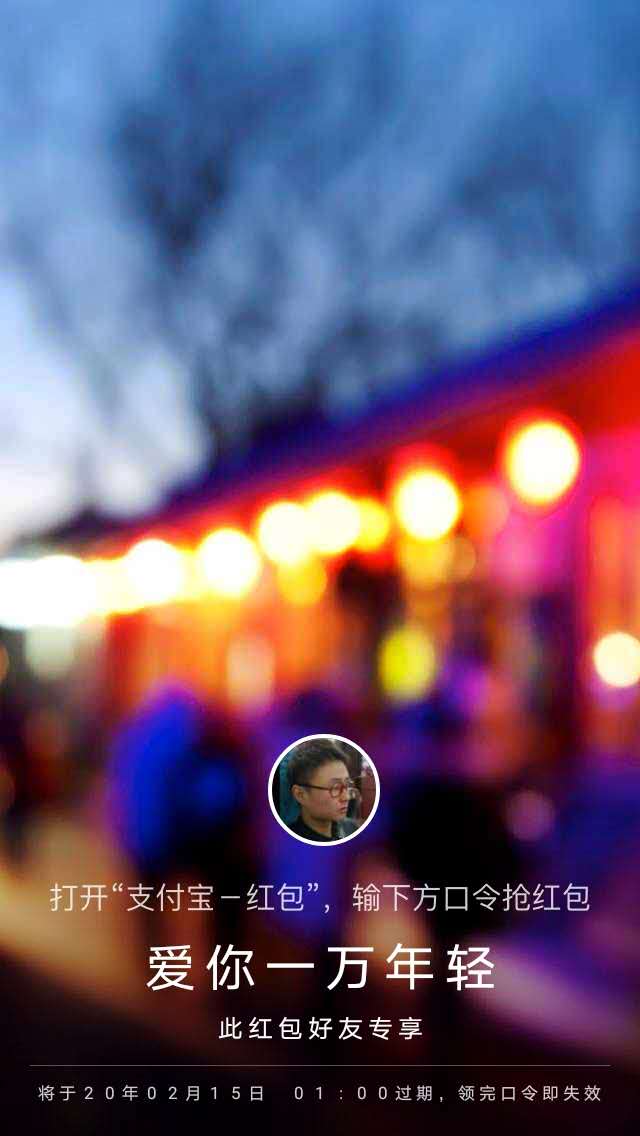 打开“支付宝－红包”，输下方口令抢红包
爱你一万年轻
此红包好友专享
将于20年02月15日 01:00过期，领完口令即失效